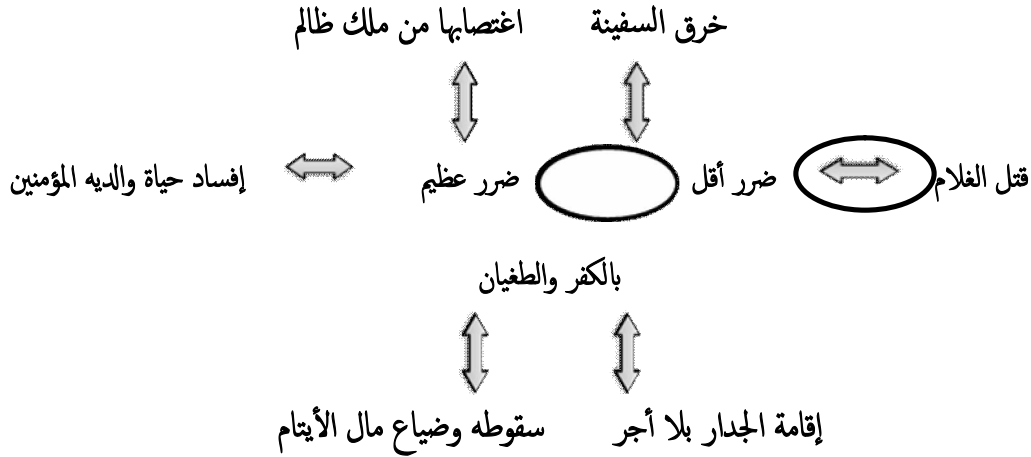 خرق السفينة اغتصابها من ملك ظالم
قتل الغلام ضرر أقل ضرر عظيم إفساد حياة والديه المؤمنين
بالكفر والطغيان
إقامة الجدار بلا أجر سقوطه وضياع مال الأيتام